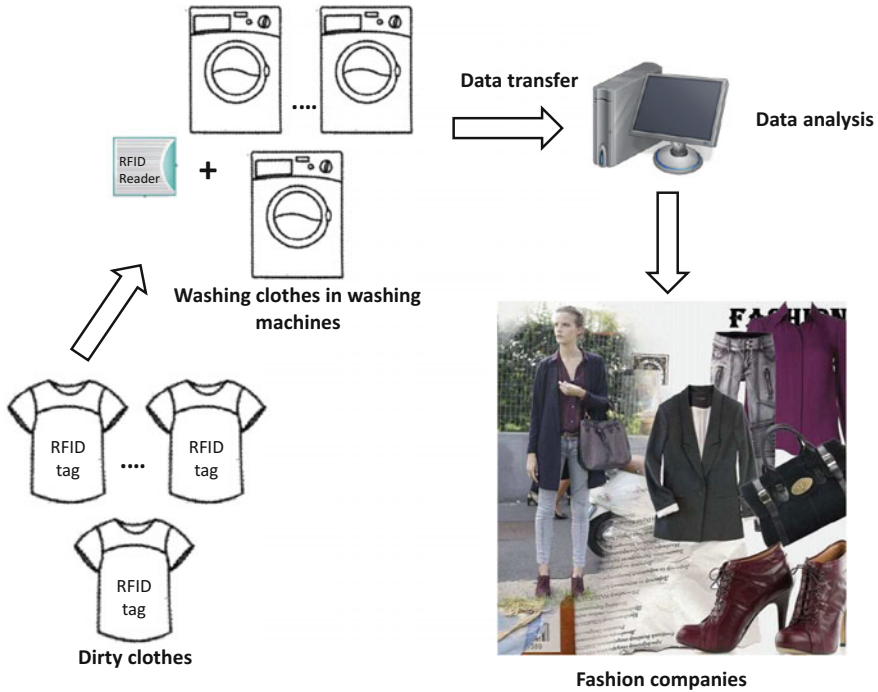 Data transfer
Data analysis
RFID
Reader
+
Washing clothes in washing
machines
RFID
tag
....
RFID
tag
....
RFID
tag
Dirty clothes
FASHION
Fashion companies